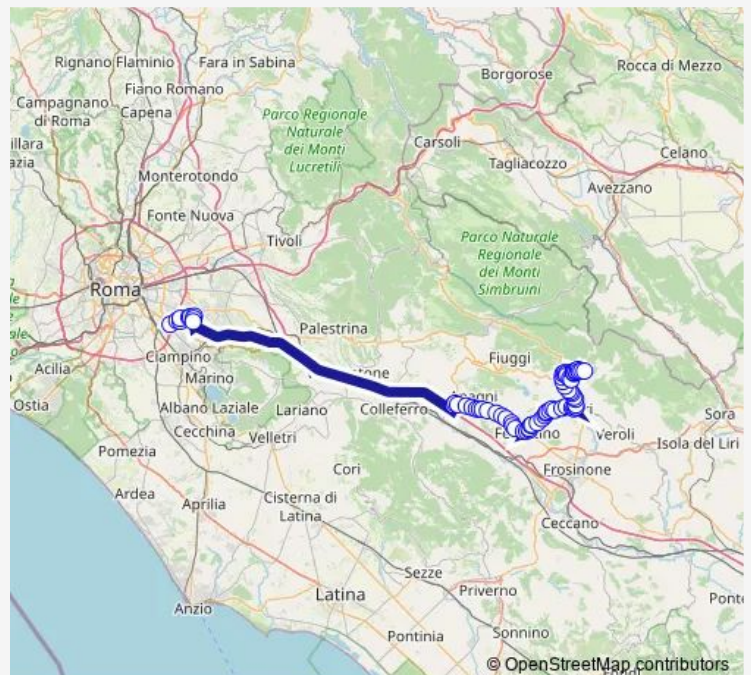 Rignano Flaminio
Fara in Sabina
Rocca di Mezzo
Borgorose
Fiano Romano
Campagnano
di Roma
Capena
Parco Regionale
Naturale
dei Monti
Lucretili
Carsoli
Celano
Tagliacozzo
Monterotondo
Avezzano
Fonte Nuova
Tivoli
Parco Naturale
Regionale
dei Monti
Simbruini
Roma
Palestrina
Ciampino
Fiuggi
Acilia
Marino
Ostia
Albano Laziale
Lariano
Colleferro
Cecchina
Velletri
Sora
Veroli
Isola del Liri
Pomezia
Cori
Frosinone
Ardea
Aprilia
Cisterna di
Latina
Ceccano
Sezze
Anzio
Latina
Priverno
Pontinia
Sonnino
© OpenStreetMap contributors